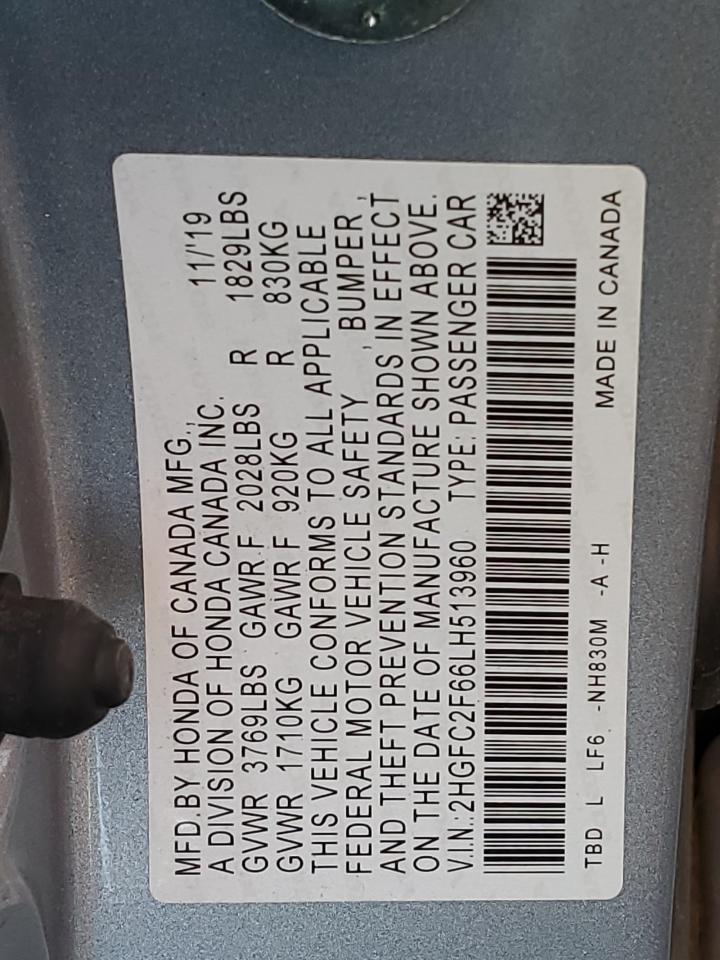 MFD.BY HONDA OF CANADA MFG., 11/'19
A DIVISION OF HONDA CANADA INC.
GVWR 3769LBS GAWR F 2028LBS R 1829LBS
GVWR 1710KG GAWR F 920KG R 830KG
THIS VEHICLE CONFORMS TO ALL APPLICABLE
FEDERAL MOTOR VEHICLE SAFETY , BUMPER ,
AND THEFT PREVENTION STANDARDS IN EFFECT
ON THE DATE OF MANUFACTURE SHOWN ABOVE.
V.I.N.:2HGFC2F66LH513960 TYPE: PASSENGER CAR
TBD L LF6 -NH830M -A -H MADE IN CANADA